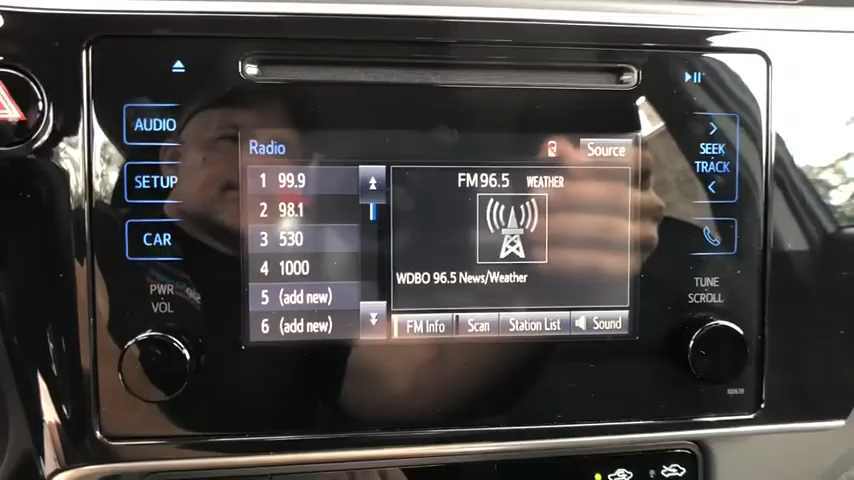 AUDIO
SETUP
CAR
PWR
VOL
SEEK
TRACK
TUNE
SCROLL
Radio
Source
1 99.9
2 98.1
3 530
4 1000
5 (add new)
6 (add new)
FM 96.5 WEATHER
WDBO 96.5 News/Weather
FM Info
Scan
Station List
Sound